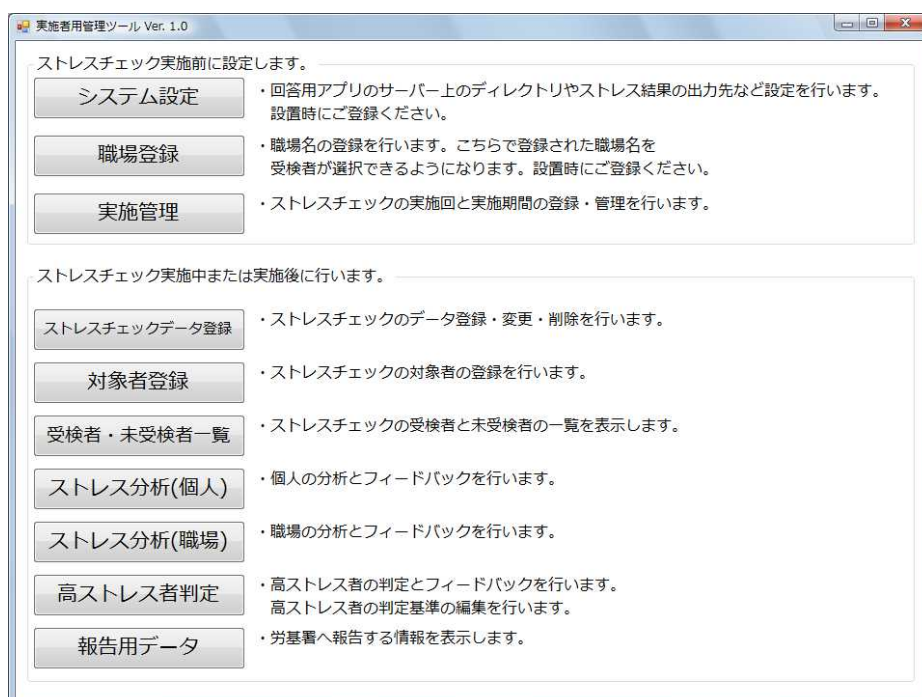 実施者用管理ツール Ver. 1.0
ストレスチェック実施前に設定します。
システム設定
・回答用アプリのサーバー上のディレクトリやストレス結果の出力先など設定を行います。
設置時にご登録ください。
職場登録
・職場名の登録を行います。こちらで登録された職場名を
受検者が選択できるようになります。設置時にご登録ください。
実施管理
・ストレスチェックの実施回と実施期間の登録・管理を行います。
ストレスチェック実施中または実施後に行います。
ストレスチェックデータ登録
・ストレスチェックのデータ登録・変更・削除を行います。
対象者登録
・ストレスチェックの対象者の登録を行います。
受検者・未受検者一覧
・ストレスチェックの受検者と未受検者の一覧を表示します。
ストレス分析(個人)
・個人の分析とフィードバックを行います。
ストレス分析(職場)
・職場の分析とフィードバックを行います。
高ストレス者判定
・高ストレス者の判定とフィードバックを行います。
高ストレス者の判定基準の編集を行います。
報告用データ
・労基署へ報告する情報を表示します。